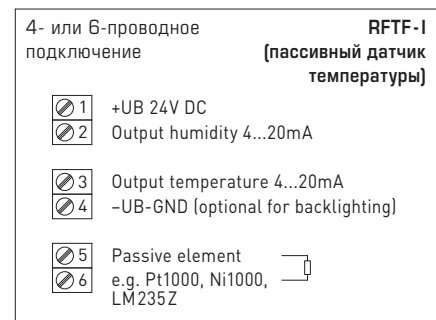 4- или 6-проводное
подключение
RFTF-I
(пассивный датчик
температуры)
1 +UB 24V DC
2 Output humidity 4...20mA
3 Output temperature 4...20mA
4 –UB-GND (optional for backlighting)
5 Passive element
6 e.g. Pt1000, Ni1000,
LM235Z